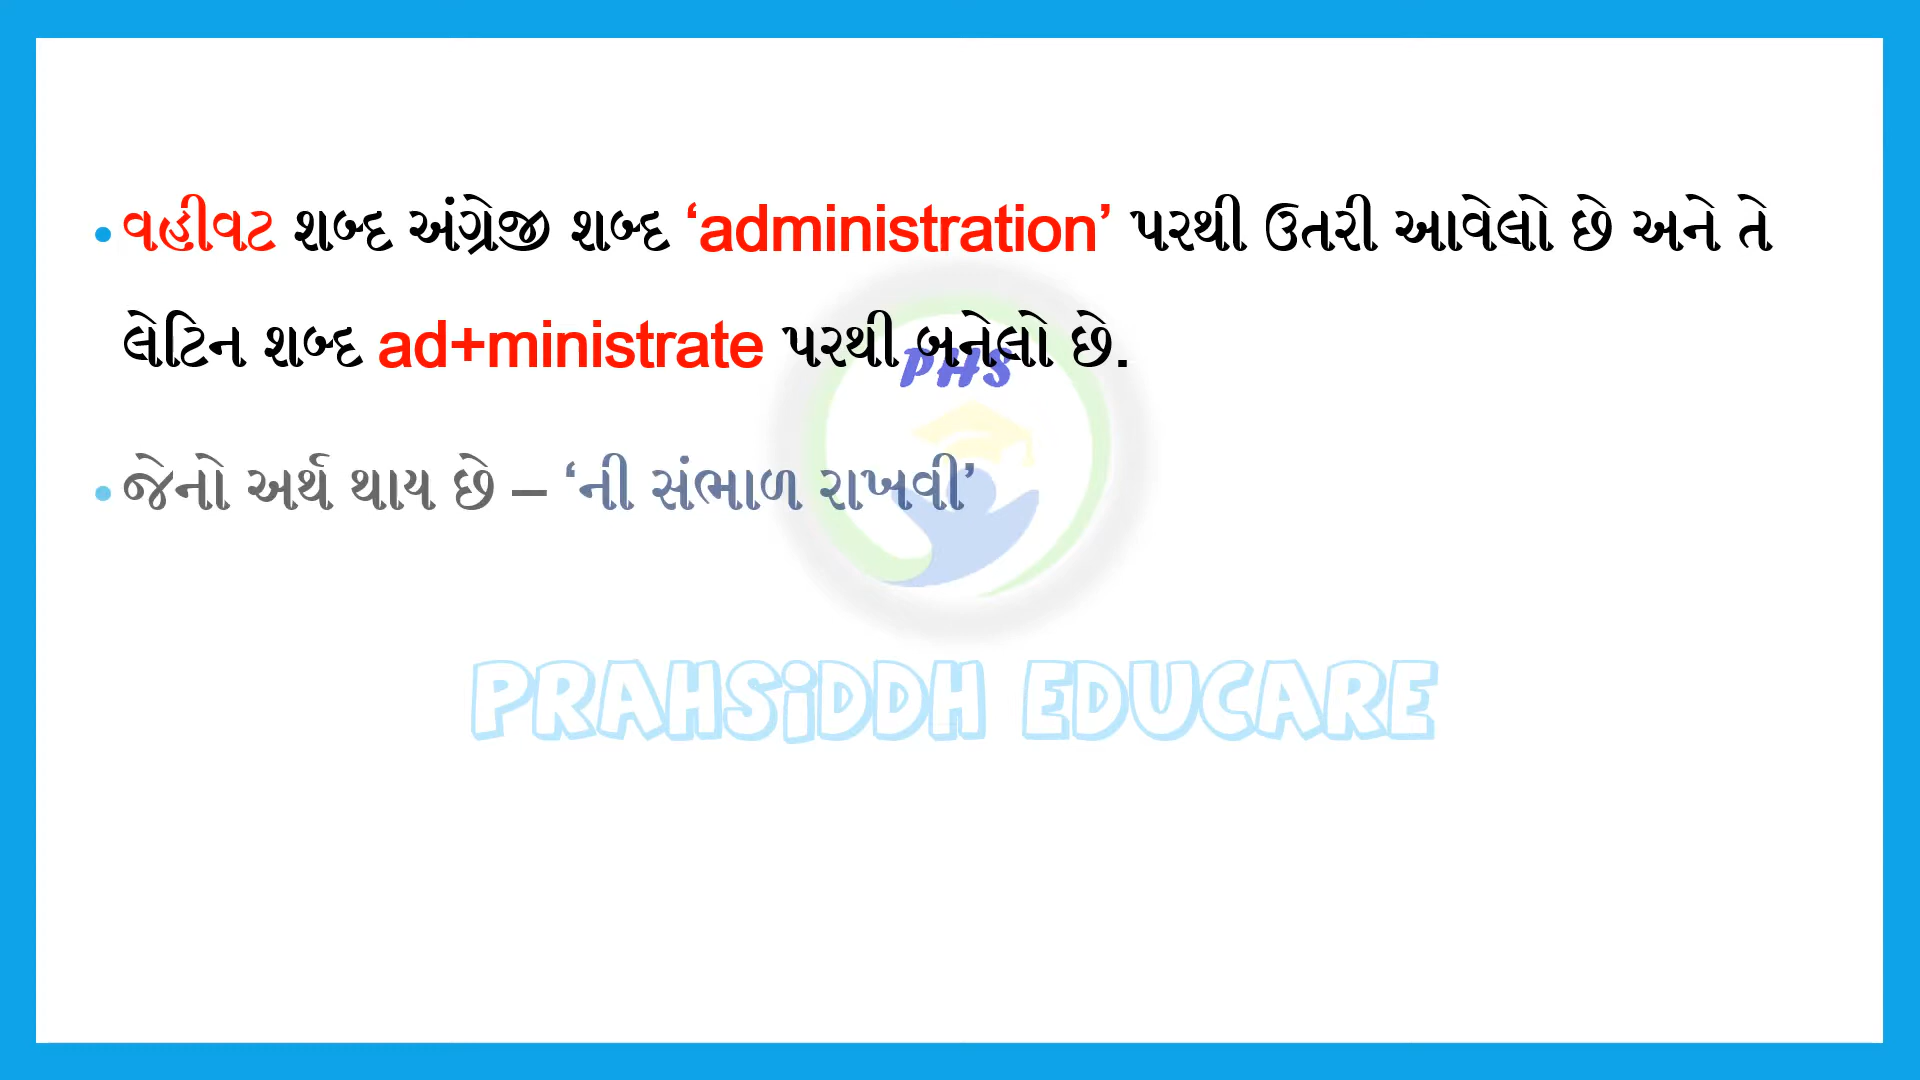 • વહીવટ શબ્દ અંગ્રેજી શબ્દ ‘administration’ પરથી ઉતરી આવેલો છે અને તે
લેટિન શબ્દ ad+ministrate પરથી બનેલો છે.
PHS
• જેનો અર્થ થાય છે – ‘ની સંભાળ રાખવી’
PRAHSiDDH EDUCARE